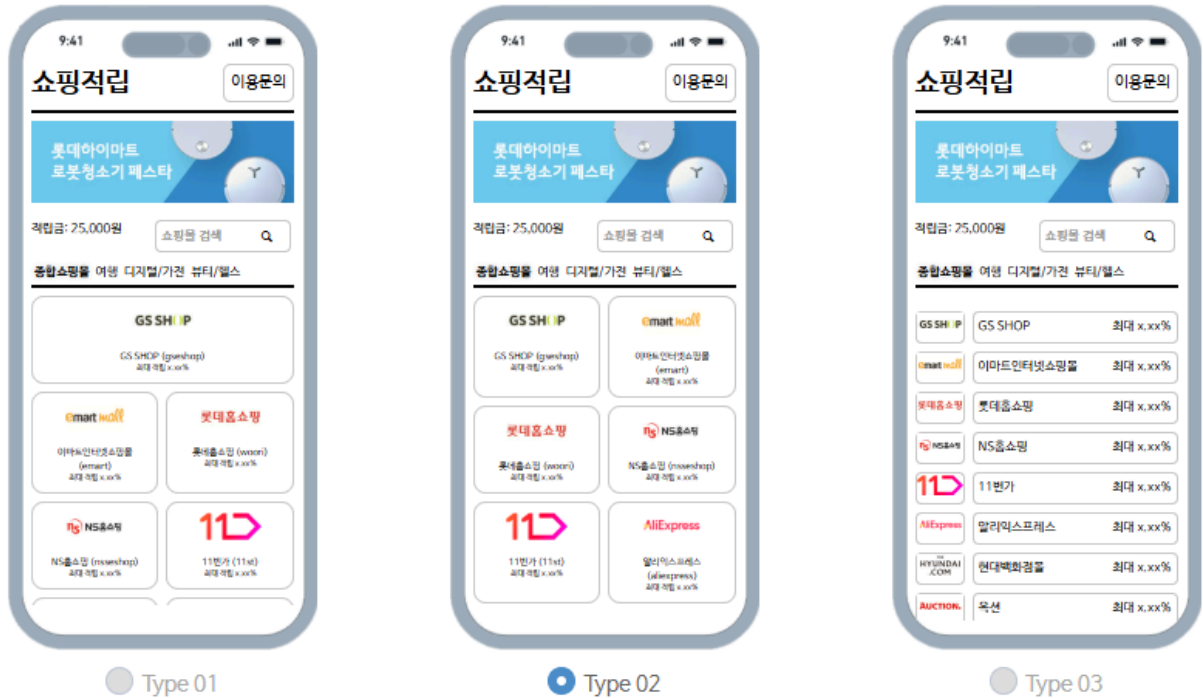 9:41
쇼핑적립
이용문의
롯데하이마트
로봇청소기 페스타
적립금: 25,000원
쇼핑몰 검색
종합쇼핑몰 여행 디지털/가전 뷰티/헬스
GS SHOP
GS SHOP (gseshop)
최대 적립 x.xx%
emart mall
이마트인터넷쇼핑몰
(emart)
최대 적립 x.xx%
롯데홈쇼핑
롯데홈쇼핑 (woori)
최대 적립 x.xx%
NS홈쇼핑
NS홈쇼핑 (nsseshop)
최대 적립 x.xx%
11
11번가 (11st)
최대 적립 x.xx%
Type 01
9:41
쇼핑적립
이용문의
롯데하이마트
로봇청소기 페스타
적립금: 25,000원
쇼핑몰 검색
종합쇼핑몰 여행 디지털/가전 뷰티/헬스
GS SHOP
GS SHOP (gseshop)
최대 적립 x.xx%
emart mall
이마트인터넷쇼핑몰
(emart)
최대 적립 x.xx%
롯데홈쇼핑
롯데홈쇼핑 (woori)
최대 적립 x.xx%
ns NS홈쇼핑
NS홈쇼핑 (nsseshop)
최대 적립 x.xx%
11
11번가 (11st)
최대 적립 x.xx%
AliExpress
알리익스프레스
(aliexpress)
최대 적립 x.xx%
Type 02
9:41
쇼핑적립
이용문의
롯데하이마트
로봇청소기 페스타
적립금: 25,000원
쇼핑몰 검색
종합쇼핑몰 여행 디지털/가전 뷰티/헬스
GS SHOP GS SHOP 최대 x.xx%
emart mall 이마트인터넷쇼핑몰 최대 x.xx%
롯데홈쇼핑 롯데홈쇼핑 최대 x.xx%
ns NS홈쇼핑 NS홈쇼핑 최대 x.xx%
11 11번가 최대 x.xx%
AliExpress 알리익스프레스 최대 x.xx%
THE
HYUNDAI
.COM
현대백화점몰 최대 x.xx%
AUCTION. 옥션 최대 x.xx%
Type 03